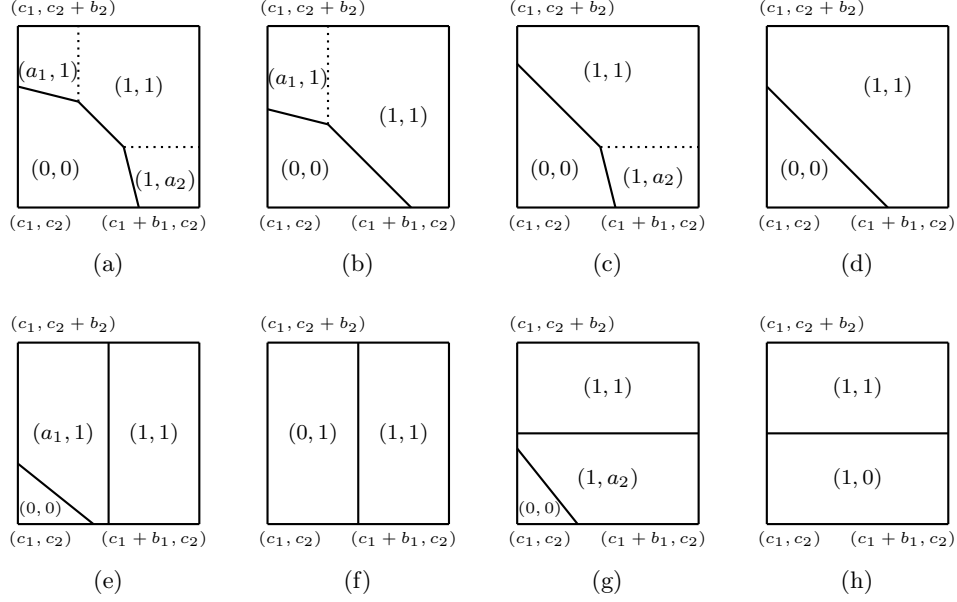 (c₁, c₂ + b₂) (c₁, c₂ + b₂) (c₁, c₂ + b₂) (c₁, c₂ + b₂)
(a₁, 1) (1, 1) (0, 0) (1, a₂)
(a₁, 1) (1, 1) (0, 0)
(1, 1) (0, 0) (1, a₂)
(1, 1) (0, 0)
(c₁, c₂) (c₁ + b₁, c₂) (c₁, c₂) (c₁ + b₁, c₂) (c₁, c₂) (c₁ + b₁, c₂) (c₁, c₂) (c₁ + b₁, c₂)
(a) (b) (c) (d)
(c₁, c₂ + b₂) (c₁, c₂ + b₂) (c₁, c₂ + b₂) (c₁, c₂ + b₂)
(a₁, 1) (1, 1) (0, 0)
(0, 1) (1, 1)
(1, 1) (1, a₂) (0, 0)
(1, 1) (1, 0)
(c₁, c₂) (c₁ + b₁, c₂) (c₁, c₂) (c₁ + b₁, c₂) (c₁, c₂) (c₁ + b₁, c₂) (c₁, c₂) (c₁ + b₁, c₂)
(e) (f) (g) (h)